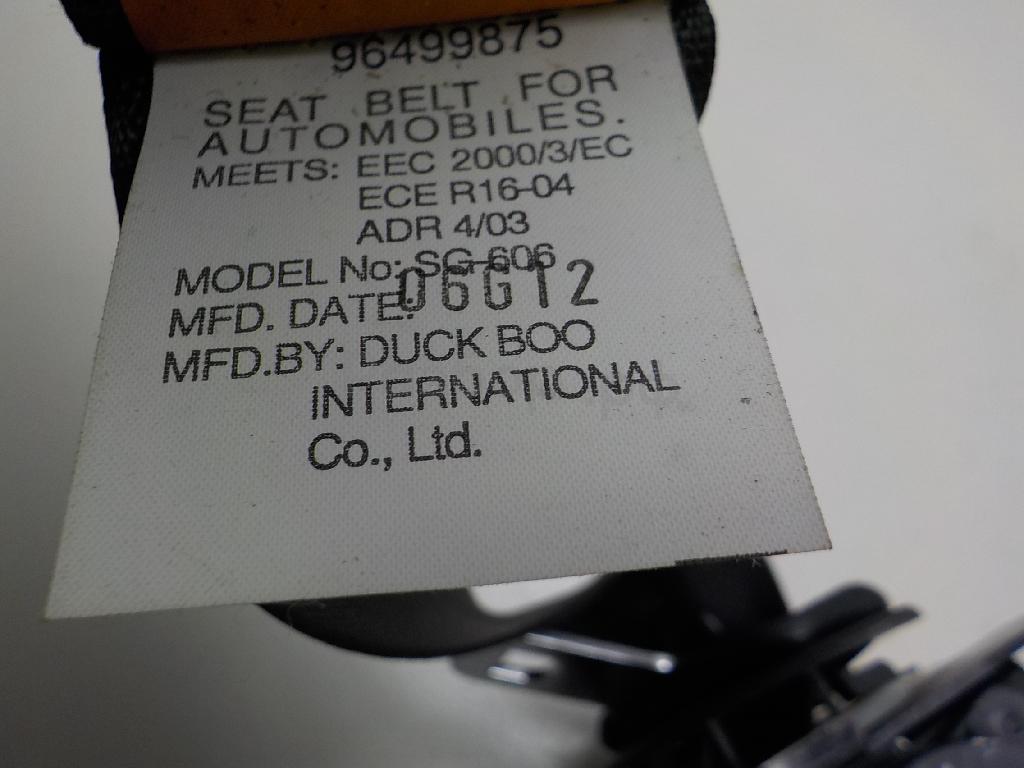 96499875
SEAT BELT FOR
AUTOMOBILES.
MEETS: EEC 2000/3/EC
ECE R16-04
ADR 4/03
MODEL No: SG-606
MFD. DATE: 06G12
MFD.BY: DUCK BOO
INTERNATIONAL
Co., Ltd.